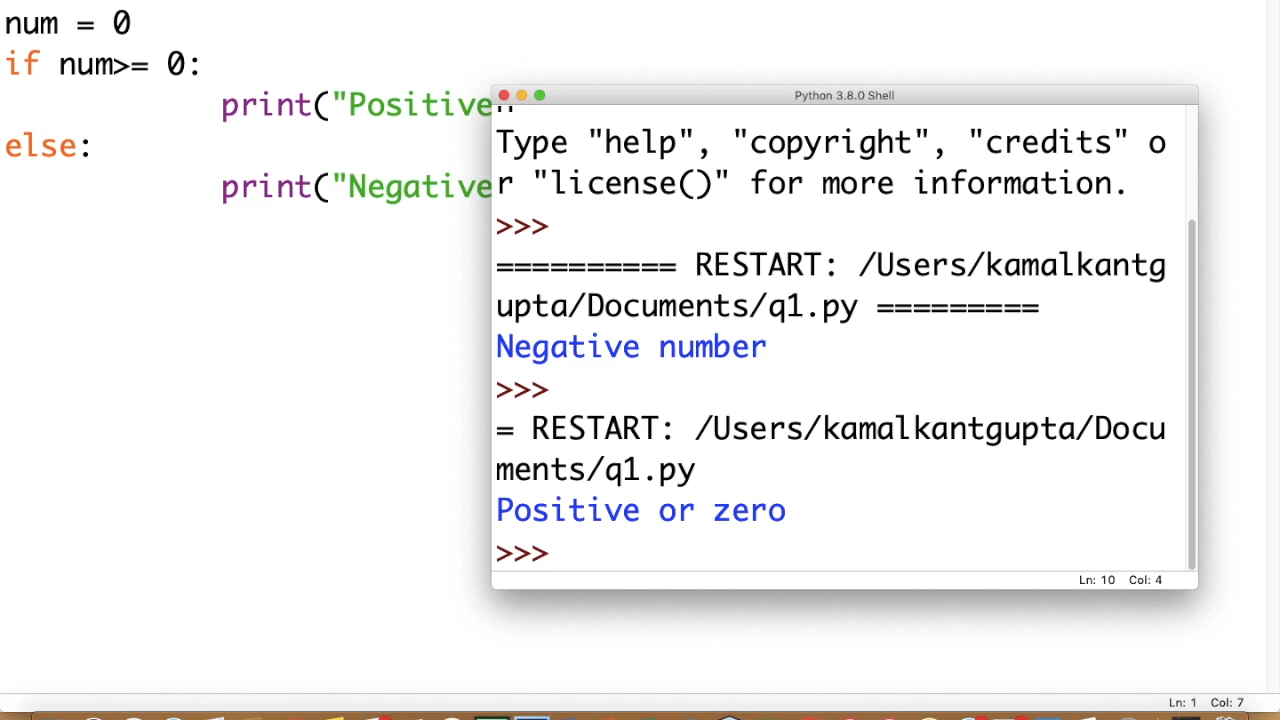 num = 0
if num>= 0:
print("Positive
else:
print("Negative
Python 3.8.0 Shell
Type "help", "copyright", "credits" o
r "license()" for more information.
>>>
========== RESTART: /Users/kamalkantg
upta/Documents/q1.py =========
Negative number
>>>
= RESTART: /Users/kamalkantgupta/Docu
ments/q1.py
Positive or zero
>>>
Ln: 10 Col: 4
Ln: 1 Col: 7